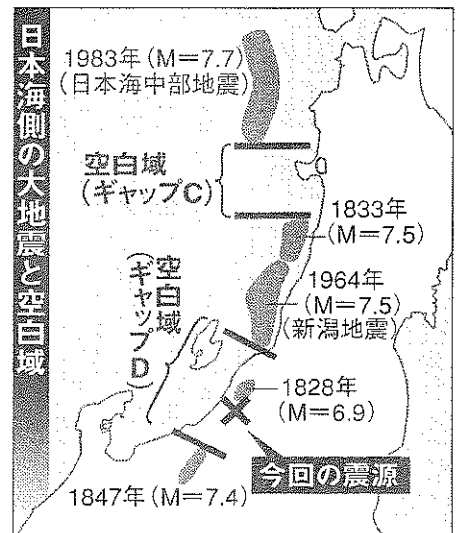 日本海側の大地震と空白域
1983年(M=7.7)
(日本海中部地震)
空白域
(ギャップC)
1833年
(M=7.5)
1964年
(M=7.5)
(新潟地震)
空白域
(ギャップD)
1828年
(M=6.9)
今回の震源
1847年(M=7.4)